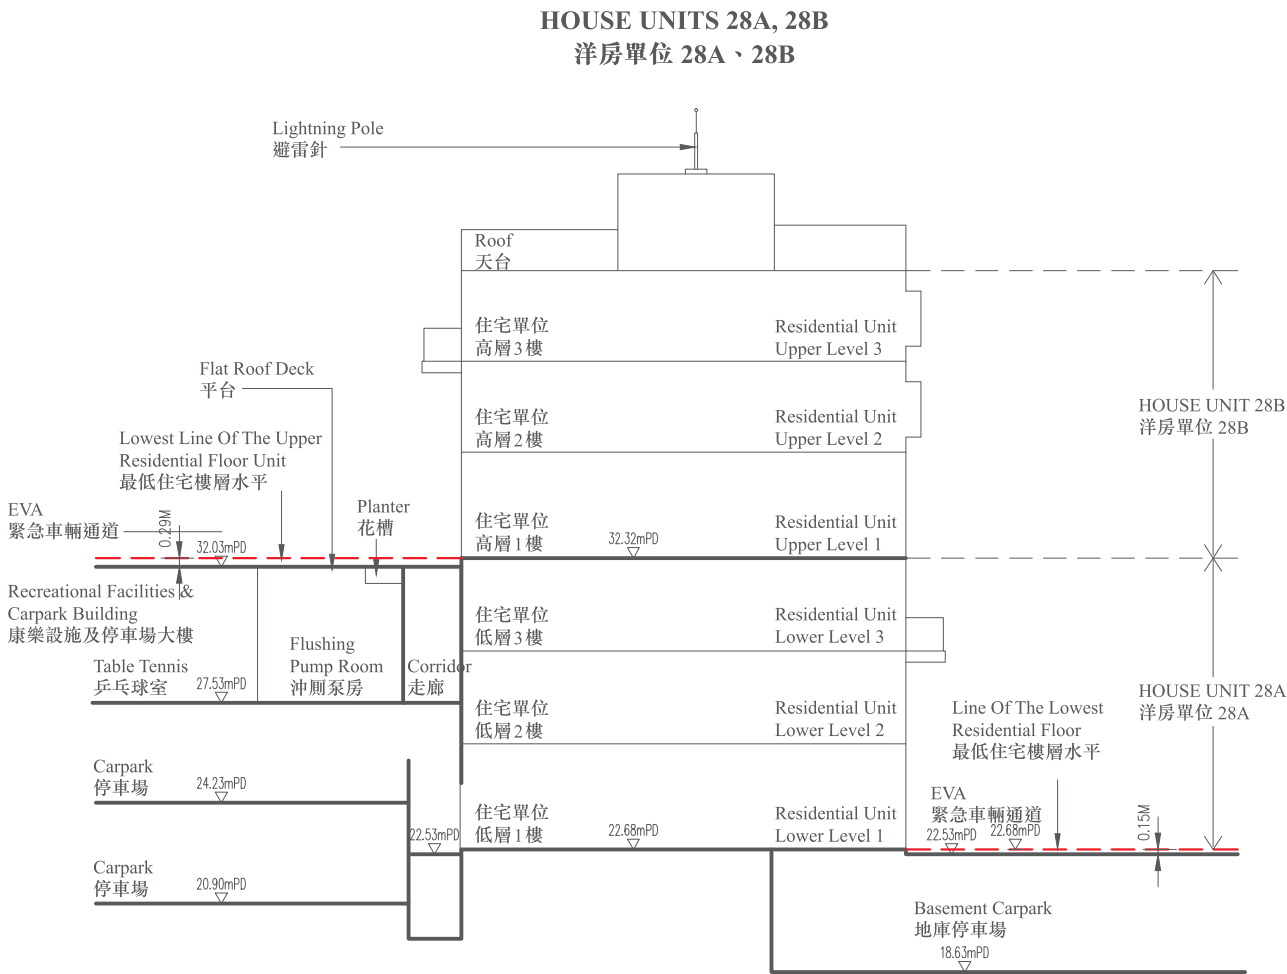 HOUSE UNITS 28A, 28B
洋房單位 28A、28B
Lightning Pole
避雷針
Roof
天台
住宅單位
高層3樓
Residential Unit
Upper Level 3
Flat Roof Deck
平台
住宅單位
高層2樓
Residential Unit
Upper Level 2
HOUSE UNIT 28B
洋房單位 28B
Lowest Line Of The Upper
Residential Floor Unit
最低住宅樓層水平
EVA
緊急車輛通道
0.29M
32.03mPD
Planter
花槽
住宅單位
高層1樓
32.32mPD
Residential Unit
Upper Level 1
Recreational Facilities &
Carpark Building
康樂設施及停車場大樓
住宅單位
低層3樓
Residential Unit
Lower Level 3
Table Tennis
乒乓球室
27.53mPD
Flushing
Pump Room
沖厠泵房
Corridor
走廊
住宅單位
低層2樓
Residential Unit
Lower Level 2
HOUSE UNIT 28A
洋房單位 28A
Line Of The Lowest
Residential Floor
最低住宅樓層水平
Carpark
停車場
24.23mPD
22.53mPD
住宅單位
低層1樓
22.68mPD
Residential Unit
Lower Level 1
EVA
緊急車輛通道
22.53mPD
22.68mPD
0.15M
Carpark
停車場
20.90mPD
Basement Carpark
地庫停車場
18.63mPD